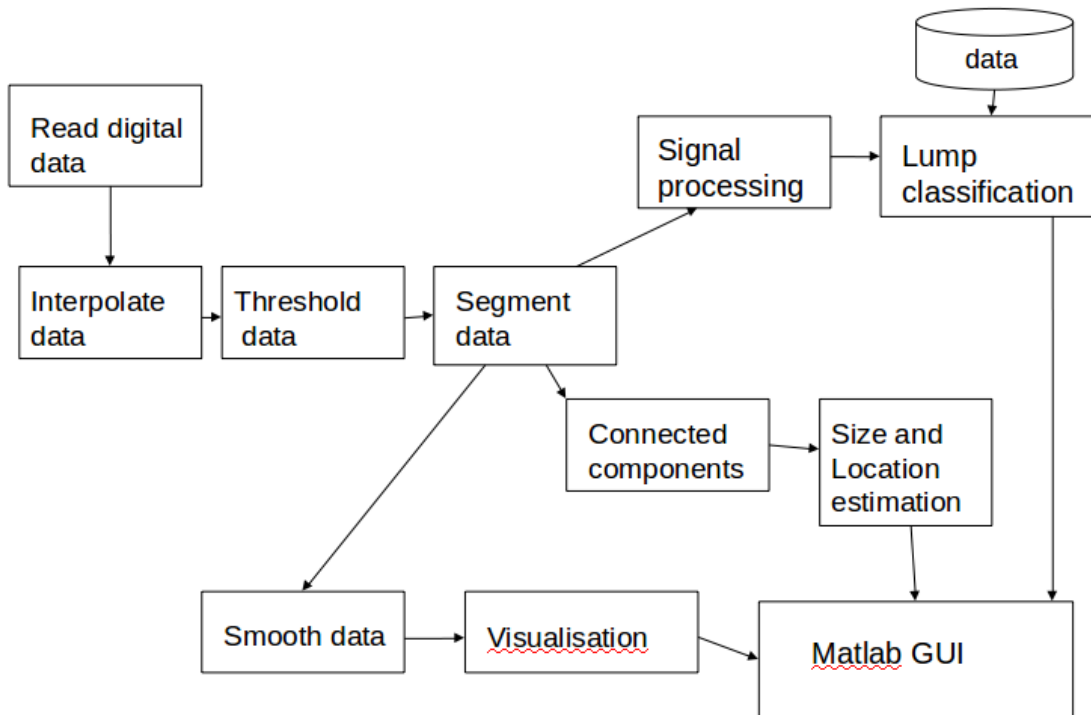 data
Read digital
data
Signal
processing
Lump
classification
Interpolate
data
Threshold
data
Segment
data
Connected
components
Size and
Location
estimation
Smooth data
Visualisation
Matlab GUI